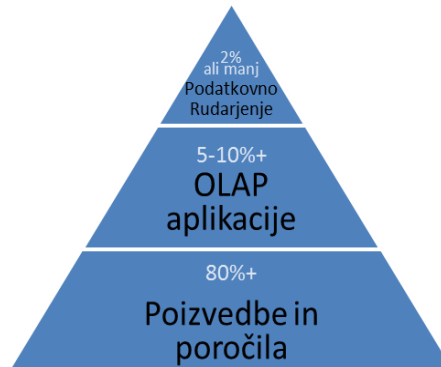 2%
ali manj
Podatkovno
Rudarjenje
5-10%+
OLAP
aplikacije
80%+
Poizvedbe in
poročila